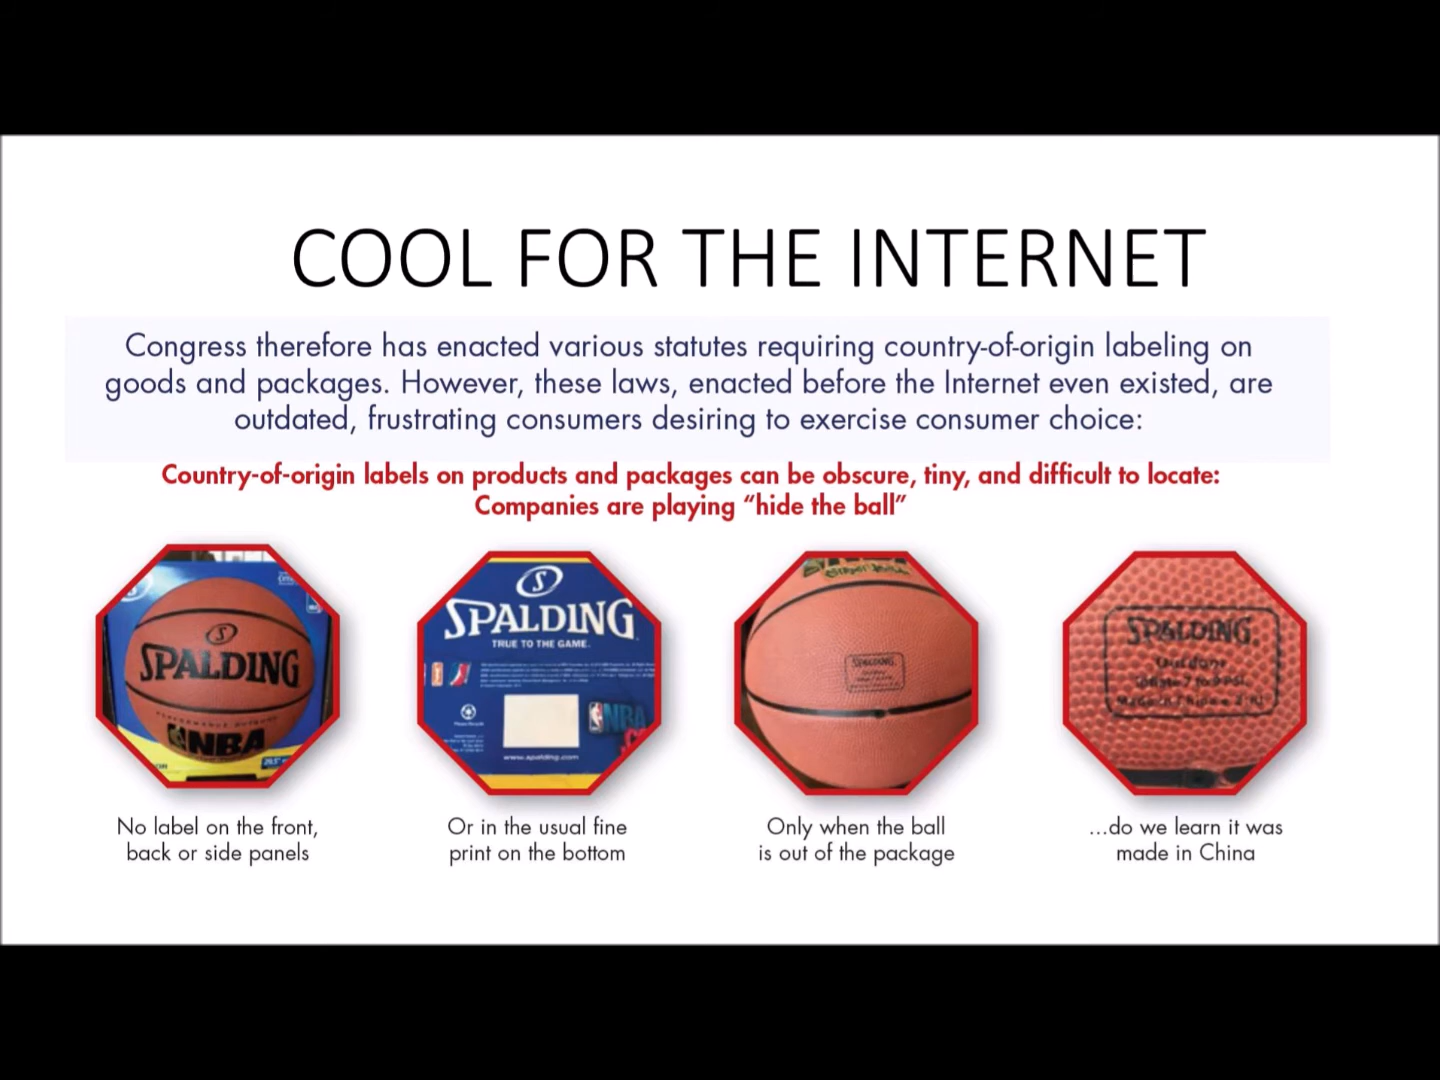 COOL FOR THE INTERNET
Congress therefore has enacted various statutes requiring country-of-origin labeling on
goods and packages. However, these laws, enacted before the Internet even existed, are
outdated, frustrating consumers desiring to exercise consumer choice:
Country-of-origin labels on products and packages can be obscure, tiny, and difficult to locate:
Companies are playing “hide the ball”
SPALDING
NBA
SPALDING
TRUE TO THE GAME.
NBA
www.spalding.com
SPALDING
SPALDING.
Outdoor
No label on the front,
back or side panels
Or in the usual fine
print on the bottom
Only when the ball
is out of the package
...do we learn it was
made in China